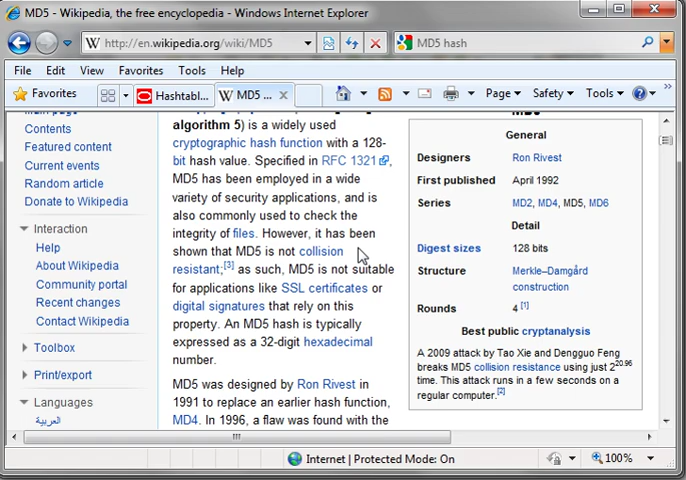 MD5 - Wikipedia, the free encyclopedia - Windows Internet Explorer
http://en.wikipedia.org/wiki/MD5
MD5 hash
File Edit View Favorites Tools Help
Favorites
Hashtabl...
W MD5 ...
Page Safety Tools
Contents
Featured content
Current events
Random article
Donate to Wikipedia
Interaction
Help
About Wikipedia
Community portal
Recent changes
Contact Wikipedia
Toolbox
Print/export
Languages
العربية
algorithm 5) is a widely used
cryptographic hash function with a 128-
bit hash value. Specified in RFC 1321,
MD5 has been employed in a wide
variety of security applications, and is
also commonly used to check the
integrity of files. However, it has been
shown that MD5 is not collision
resistant;[3] as such, MD5 is not suitable
for applications like SSL certificates or
digital signatures that rely on this
property. An MD5 hash is typically
expressed as a 32-digit hexadecimal
number.
MD5 was designed by Ron Rivest in
1991 to replace an earlier hash function,
MD4. In 1996, a flaw was found with the
General
Designers Ron Rivest
First published April 1992
Series MD2, MD4, MD5, MD6
Detail
Digest sizes 128 bits
Structure Merkle–Damgård
construction
Rounds 4 [1]
Best public cryptanalysis
A 2009 attack by Tao Xie and Dengguo Feng
breaks MD5 collision resistance using just 2^20.96
time. This attack runs in a few seconds on a
regular computer.[2]
Internet | Protected Mode: On
100%